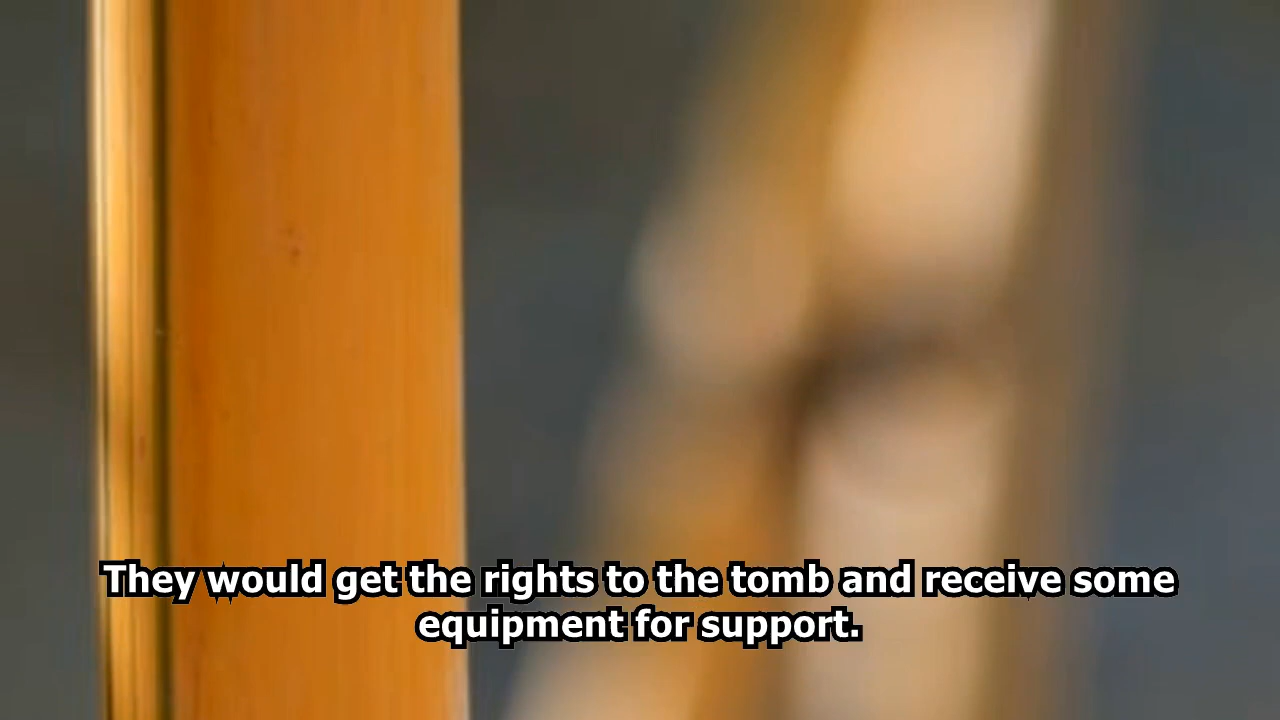 They would get the rights to the tomb and receive some
equipment for support.